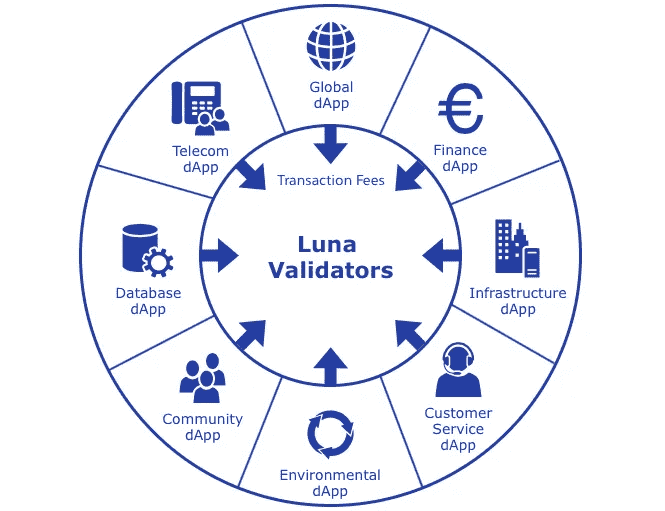 Global
dApp
Telecom
dApp
Finance
dApp
Transaction Fees
Luna
Validators
Database
dApp
Infrastructure
dApp
Community
dApp
Customer
Service
dApp
Environmental
dApp